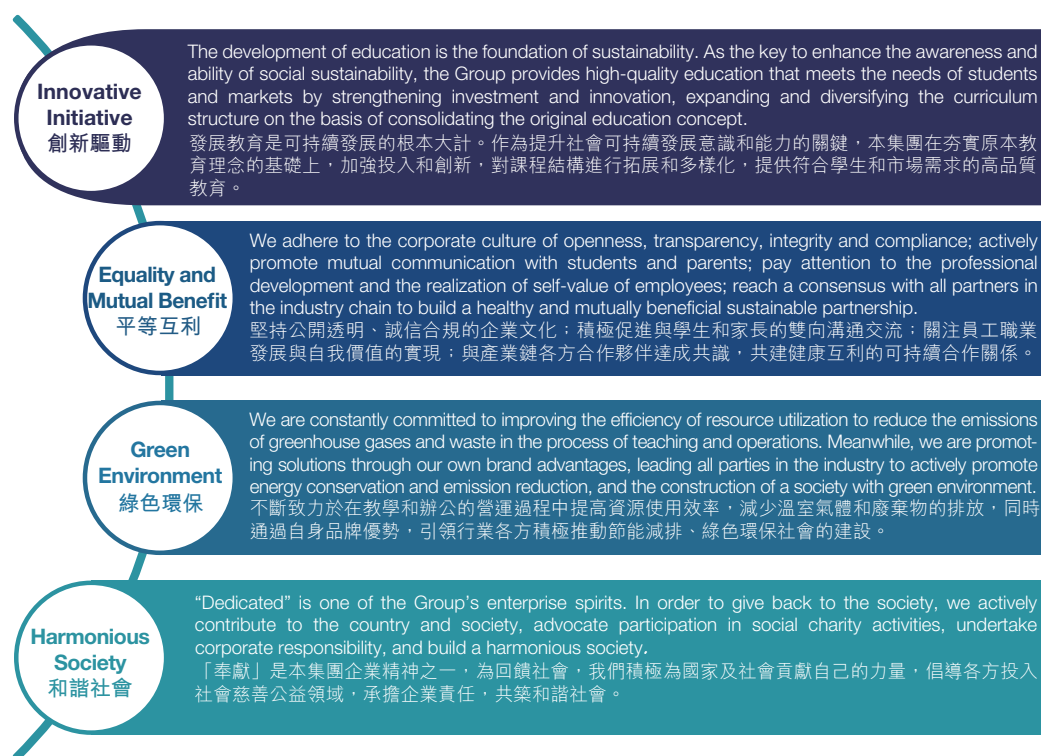 Innovative
Initiative
創新驅動
The development of education is the foundation of sustainability. As the key to enhance the awareness and
ability of social sustainability, the Group provides high-quality education that meets the needs of students
and markets by strengthening investment and innovation, expanding and diversifying the curriculum
structure on the basis of consolidating the original education concept.
發展教育是可持續發展的根本大計。作為提升社會可持續發展意識和能力的關鍵，本集團在夯實原本教
育理念的基礎上，加強投入和創新，對課程結構進行拓展和多樣化，提供符合學生和市場需求的高品質
教育。
Equality and
Mutual Benefit
平等互利
We adhere to the corporate culture of openness, transparency, integrity and compliance; actively
promote mutual communication with students and parents; pay attention to the professional
development and the realization of self-value of employees; reach a consensus with all partners in
the industry chain to build a healthy and mutually beneficial sustainable partnership.
堅持公開透明、誠信合規的企業文化；積極促進與學生和家長的雙向溝通交流；關注員工職業
發展與自我價值的實現；與產業鏈各方合作夥伴達成共識，共建健康互利的可持續合作關係。
Green
Environment
綠色環保
We are constantly committed to improving the efficiency of resource utilization to reduce the emissions
of greenhouse gases and waste in the process of teaching and operations. Meanwhile, we are promot-
ing solutions through our own brand advantages, leading all parties in the industry to actively promote
energy conservation and emission reduction, and the construction of a society with green environment.
不斷致力於在教學和辦公的營運過程中提高資源使用效率，減少溫室氣體和廢棄物的排放，同時
通過自身品牌優勢，引領行業各方積極推動節能減排、綠色環保社會的建設。
Harmonious
Society
和諧社會
“Dedicated” is one of the Group’s enterprise spirits. In order to give back to the society, we actively
contribute to the country and society, advocate participation in social charity activities, undertake
corporate responsibility, and build a harmonious society.
「奉獻」是本集團企業精神之一，為回饋社會，我們積極為國家及社會貢獻自己的力量，倡導各方投入
社會慈善公益領域，承擔企業責任，共築和諧社會。